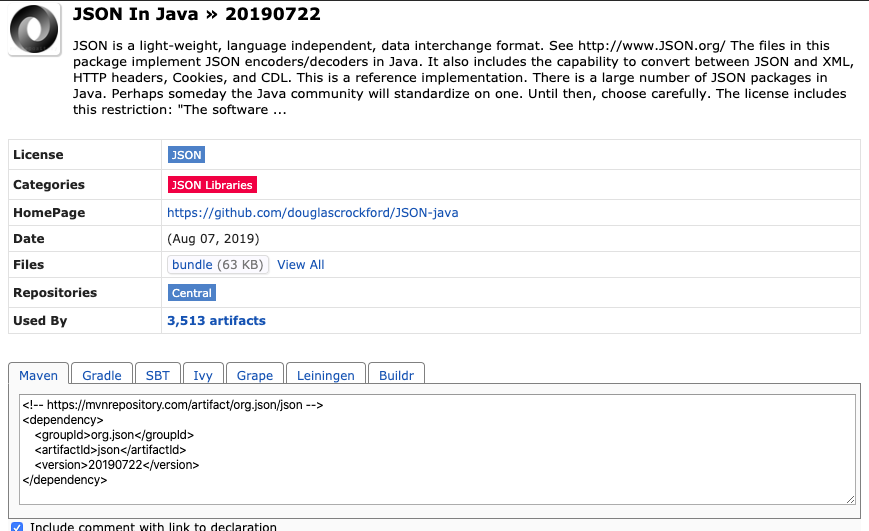 JSON In Java » 20190722
JSON is a light-weight, language independent, data interchange format. See http://www.JSON.org/ The files in this
package implement JSON encoders/decoders in Java. It also includes the capability to convert between JSON and XML,
HTTP headers, Cookies, and CDL. This is a reference implementation. There is a large number of JSON packages in
Java. Perhaps someday the Java community will standardize on one. Until then, choose carefully. The license includes
this restriction: "The software ...
License JSON
Categories JSON Libraries
HomePage https://github.com/douglascrockford/JSON-java
Date (Aug 07, 2019)
Files bundle (63 KB) View All
Repositories Central
Used By 3,513 artifacts
Maven Gradle SBT Ivy Grape Leiningen Buildr
<!-- https://mvnrepository.com/artifact/org.json/json -->
<dependency>
    <groupId>org.json</groupId>
    <artifactId>json</artifactId>
    <version>20190722</version>
</dependency>
Include comment with link to declaration